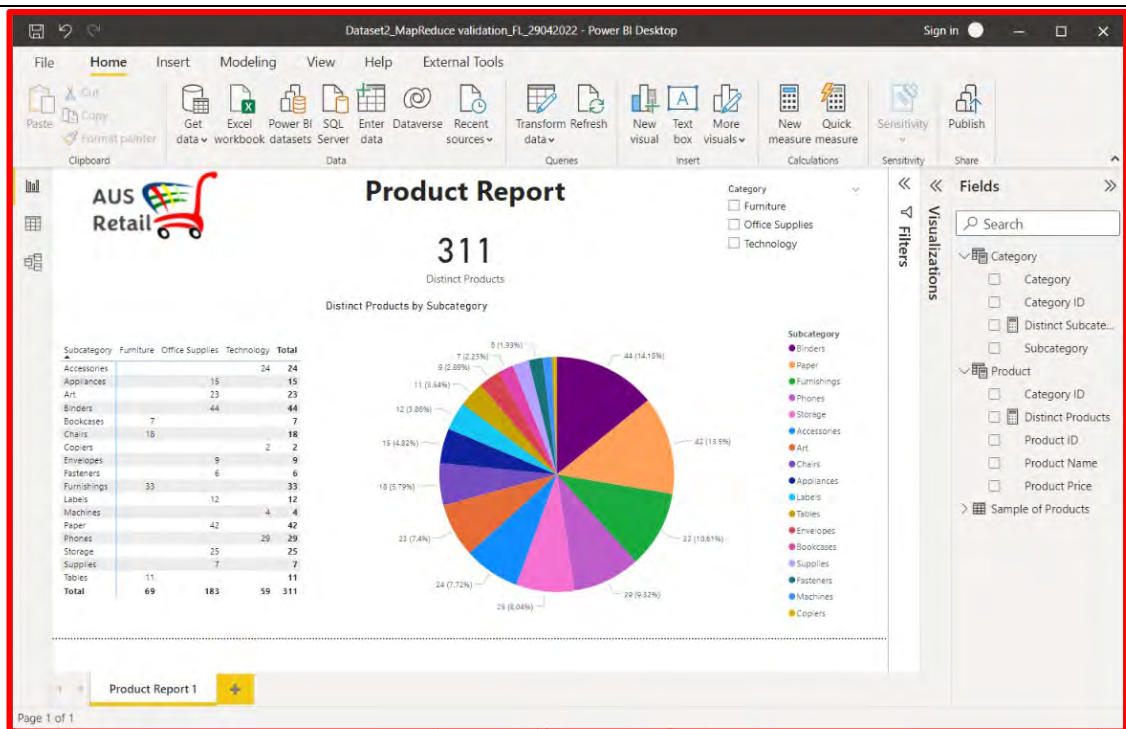 Dataset2_MapReduce validation_FL_29042022 - Power BI Desktop
Sign in
File Home Insert Modeling View Help External Tools
Paste
Cut
Copy
Format painter
Get data
Excel workbook
Power BI datasets
SQL Server
Enter data
Dataverse
Recent sources
Transform data
Refresh
New visual
Text box
More visuals
New measure
Quick measure
Sensitivity
Publish
Clipboard Data Queries Insert Calculations Sensitivity Share
AUS
Retail
Product Report
311
Distinct Products
Category
Furniture
Office Supplies
Technology
Distinct Products by Subcategory
Subcategory Furniture Office Supplies Technology Total
Accessories 24 24
Appliances 15 15
Art 23 23
Binders 44 44
Bookcases 7 7
Chairs 18 18
Copiers 2 2
Envelopes 9 9
Fasteners 6 6
Furnishings 33 33
Labels 12 12
Machines 4 4
Paper 42 42
Phones 29 29
Storage 25 25
Supplies 7 7
Tables 11 11
Total 69 183 59 311
44 (14.15%)
42 (13.5%)
33 (10.61%)
29 (9.32%)
25 (8.04%)
24 (7.72%)
23 (7.4%)
18 (5.79%)
15 (4.82%)
12 (3.86%)
11 (3.54%)
9 (2.89%)
7 (2.25%)
6 (1.93%)
Subcategory
Binders
Paper
Furnishings
Phones
Storage
Accessories
Art
Chairs
Appliances
Labels
Tables
Envelopes
Bookcases
Supplies
Fasteners
Machines
Copiers
Filters
Visualizations
Fields
Search
Category
Category
Category ID
Distinct Subcate...
Subcategory
Product
Category ID
Distinct Products
Product ID
Product Name
Product Price
Sample of Products
Product Report 1
Page 1 of 1